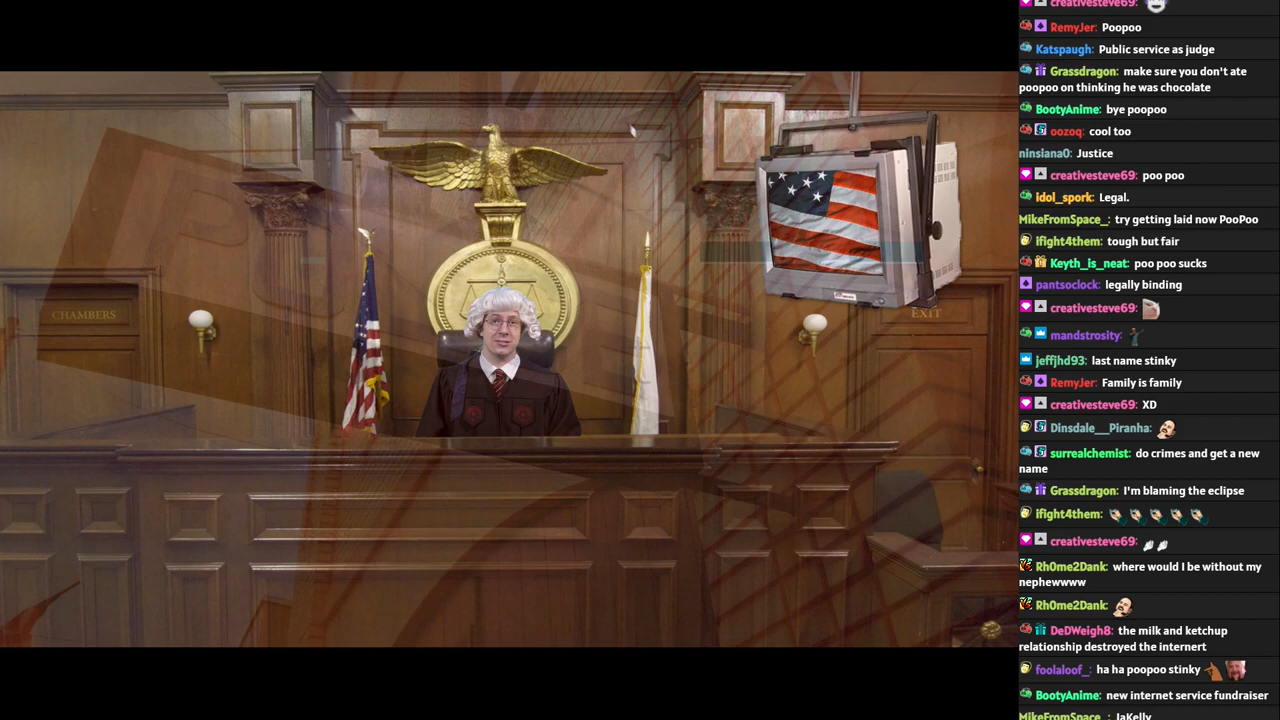 creativesteve69:
RemyJer: Poopoo
Katspaugh: Public service as judge
Grassdragon: make sure you don't ate
poopoo on thinking he was chocolate
BootyAnime: bye poopoo
oozoq: cool too
ninsiana0: Justice
creativesteve69: poo poo
idol_spork: Legal.
MikeFromSpace_: try getting laid now PooPoo
ifight4them: tough but fair
Keyth_is_neat: poo poo sucks
pantsoclock: legally binding
creativesteve69:
mandstrosity:
jeffjhd93: last name stinky
RemyJer: Family is family
creativesteve69: XD
Dinsdale__Piranha:
surrealchemist: do crimes and get a new
name
Grassdragon: I'm blaming the eclipse
ifight4them:
creativesteve69:
Rh0me2Dank: where would I be without my
nephewwww
Rh0me2Dank:
DeDWeigh8: the milk and ketchup
relationship destroyed the internert
foolaloof_: ha ha poopoo stinky
BootyAnime: new internet service fundraiser
MikeFromSpace_: JaKelly
CHAMBERS
EXIT